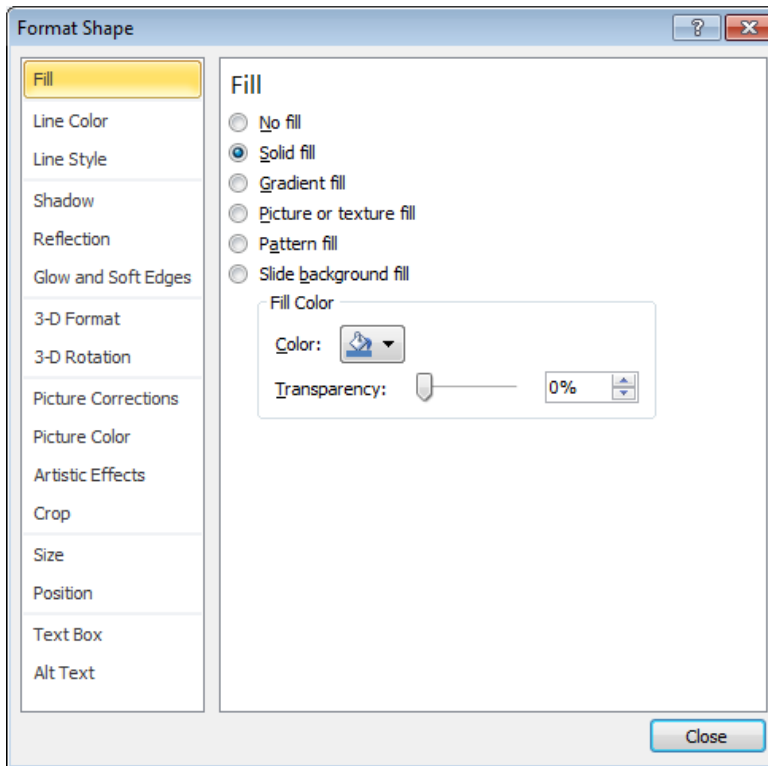 Format Shape
?
Fill
Line Color
Line Style
Shadow
Reflection
Glow and Soft Edges
3-D Format
3-D Rotation
Picture Corrections
Picture Color
Artistic Effects
Crop
Size
Position
Text Box
Alt Text
Fill
No fill
Solid fill
Gradient fill
Picture or texture fill
Pattern fill
Slide background fill
Fill Color
Color:
Transparency: 0%
Close